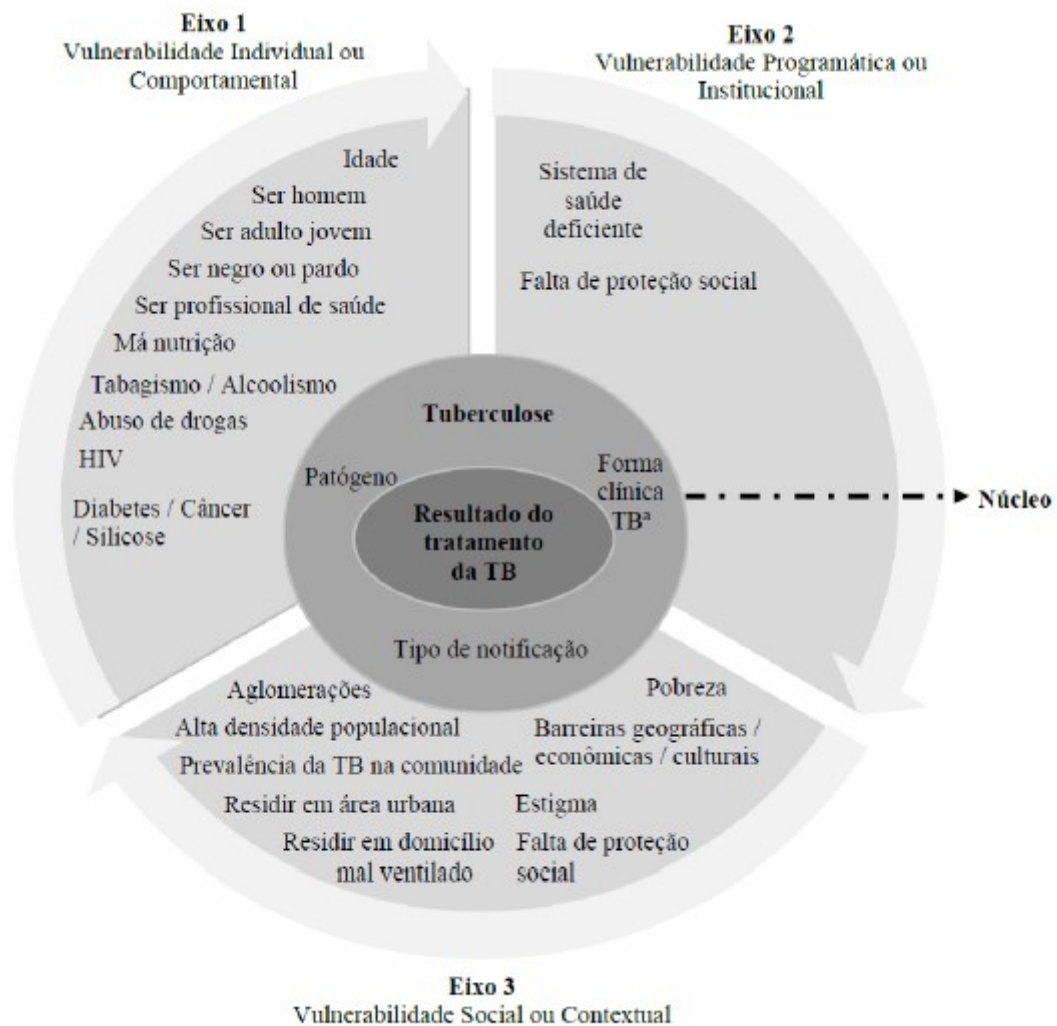 Eixo 1
Vulnerabilidade Individual ou
Comportamental
Eixo 2
Vulnerabilidade Programática ou
Institucional
Idade
Ser homem
Ser adulto jovem
Ser negro ou pardo
Ser profissional de saúde
Má nutrição
Tabagismo / Alcoolismo
Abuso de drogas
HIV
Diabetes / Câncer
/ Silicose
Sistema de
saúde
deficiente
Falta de proteção social
Tuberculose
Patógeno
Forma
clínica
TBª
Resultado do
tratamento
da TB
Tipo de notificação
Núcleo
Aglomerações
Alta densidade populacional
Prevalência da TB na comunidade
Residir em área urbana
Residir em domicílio
mal ventilado
Pobreza
Barreiras geográficas /
econômicas / culturais
Estigma
Falta de proteção
social
Eixo 3
Vulnerabilidade Social ou Contextual